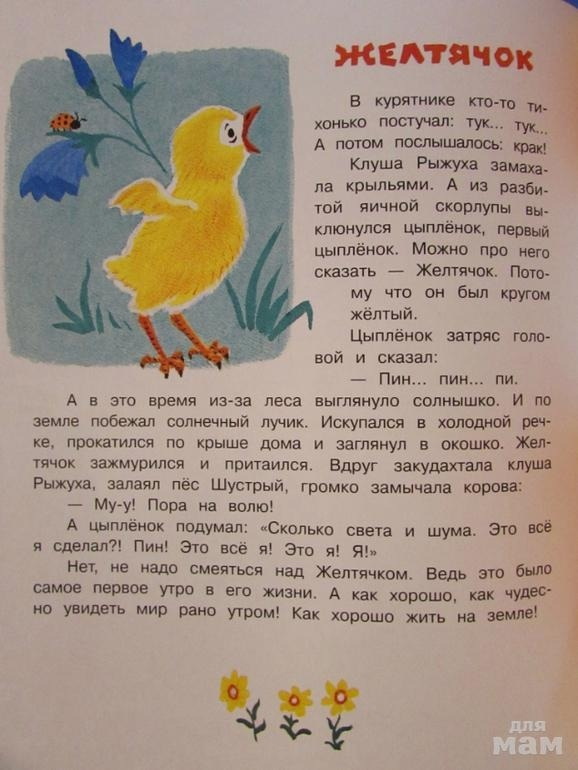 ЖЕЛТЯЧОК
В курятнике кто-то ти-
хонько постучал: тук... тук...
А потом послышалось: крак!
Клуша Рыжуха замаха-
ла крыльями. А из разби-
той яичной скорлупы вы-
клюнулся цыплёнок, первый
цыплёнок. Можно про него
сказать — Желтячок. Пото-
му что он был кругом
жёлтый.
Цыплёнок затряс голо-
вой и сказал:
— Пин... пин... пи.
А в это время из-за леса выглянуло солнышко. И по
земле побежал солнечный лучик. Искупался в холодной реч-
ке, прокатился по крыше дома и заглянул в окошко. Жел-
тячок зажмурился и притаился. Вдруг закудахтала клуша
Рыжуха, залаял пёс Шустрый, громко замычала корова:
— Му-у! Пора на волю!
А цыплёнок подумал: «Сколько света и шума. Это всё
я сделал?! Пин! Это всё я! Это я! Я!»
Нет, не надо смеяться над Желтячком. Ведь это было
самое первое утро в его жизни. А как хорошо, как чудес-
но увидеть мир рано утром! Как хорошо жить на земле!
для
мам